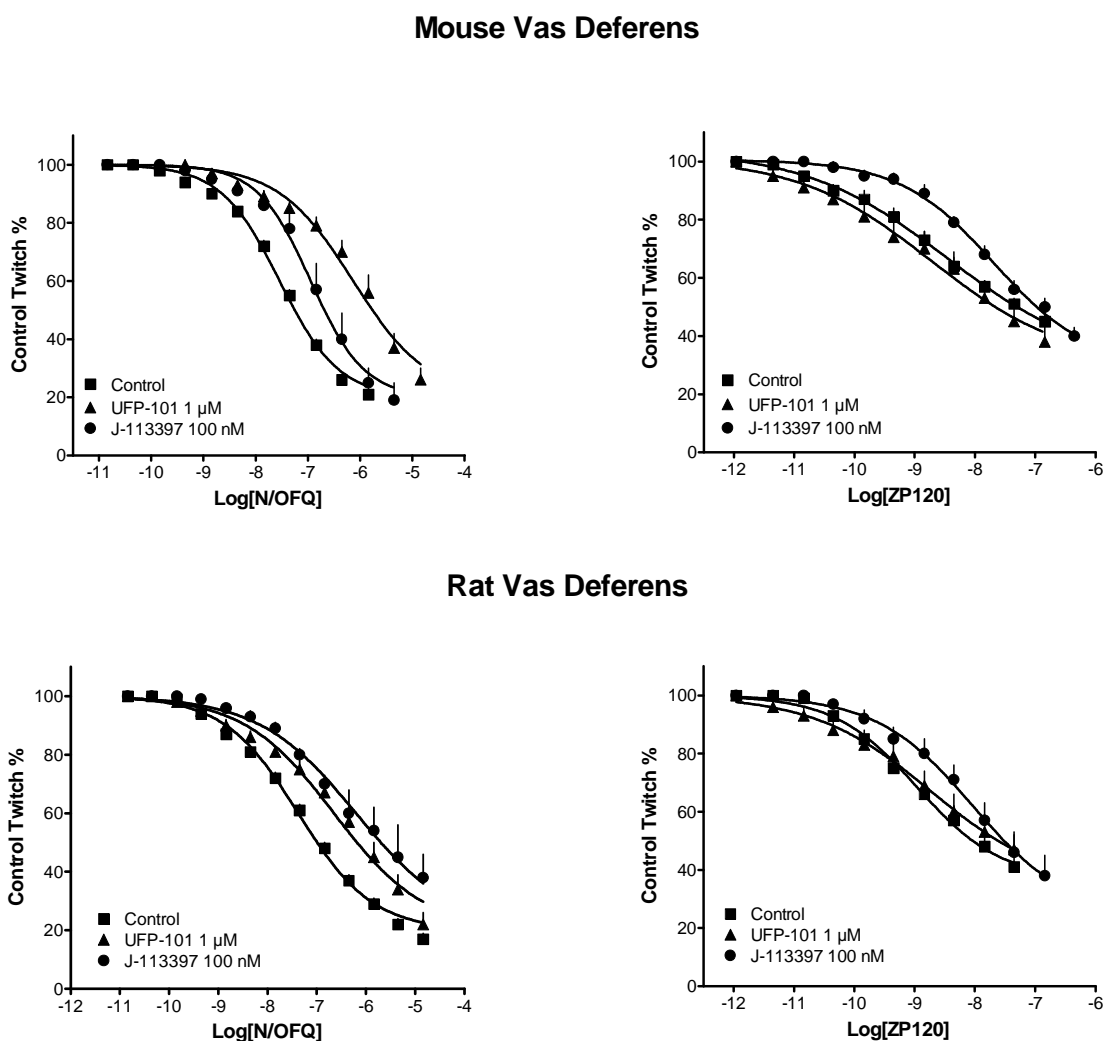 Mouse Vas Deferens
Control Twitch %
100
80
60
40
20
0
Control
UFP-101 1 µM
J-113397 100 nM
-11 -10 -9 -8 -7 -6 -5 -4
Log[N/OFQ]
Control Twitch %
100
80
60
40
20
0
Control
UFP-101 1 µM
J-113397 100 nM
-12 -11 -10 -9 -8 -7 -6
Log[ZP120]
Rat Vas Deferens
Control Twitch %
100
80
60
40
20
0
Control
UFP-101 1 µM
J-113397 100 nM
-12 -11 -10 -9 -8 -7 -6 -5 -4
Log[N/OFQ]
Control Twitch %
100
80
60
40
20
0
Control
UFP-101 1 µM
J-113397 100 nM
-12 -11 -10 -9 -8 -7 -6
Log[ZP120]